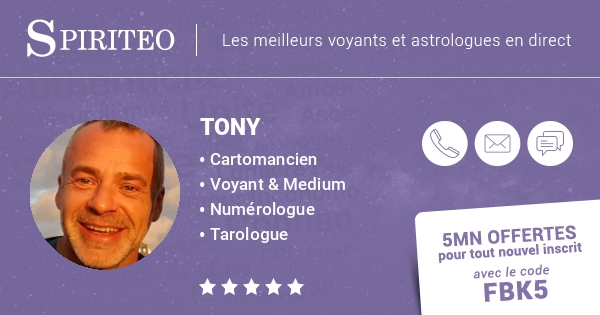 SPIRITEO
Les meilleurs voyants et astrologues en direct
TONY
• Cartomancien
• Voyant & Medium
• Numérologue
• Tarologue
5MN OFFERTES
pour tout nouvel inscrit
avec le code
FBK5